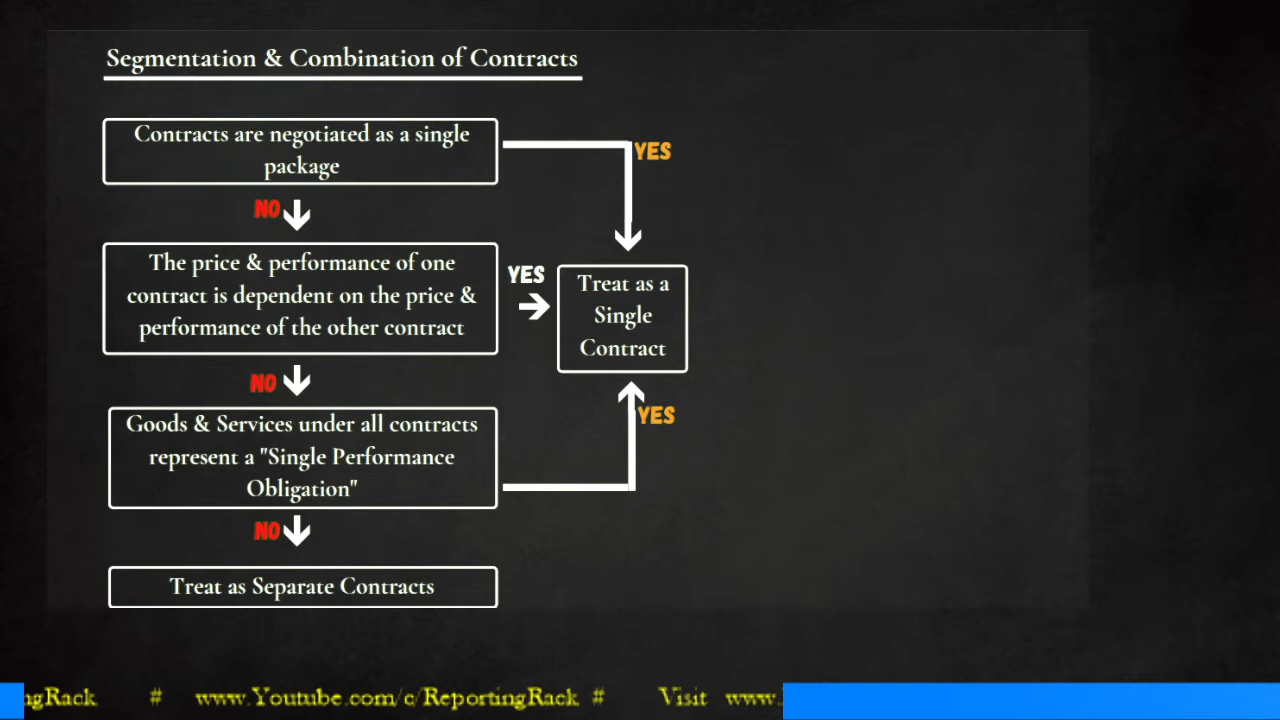 Segmentation & Combination of Contracts
Contracts are negotiated as a single
package
YES
NO
The price & performance of one
contract is dependent on the price &
performance of the other contract
YES
Treat as a
Single
Contract
NO
Goods & Services under all contracts
represent a "Single Performance
Obligation"
YES
NO
Treat as Separate Contracts
ngRack # www.Youtube.com/c/ReportingRack # Visit www.